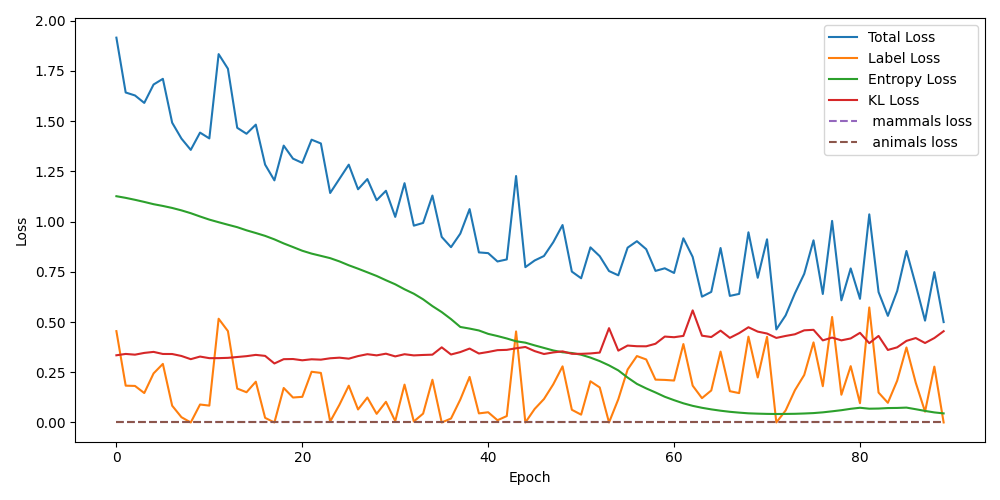 2.00
1.75
1.50
1.25
1.00
0.75
0.50
0.25
0.00
Loss
0
20
40
60
80
Epoch
Total Loss
Label Loss
Entropy Loss
KL Loss
mammals loss
animals loss